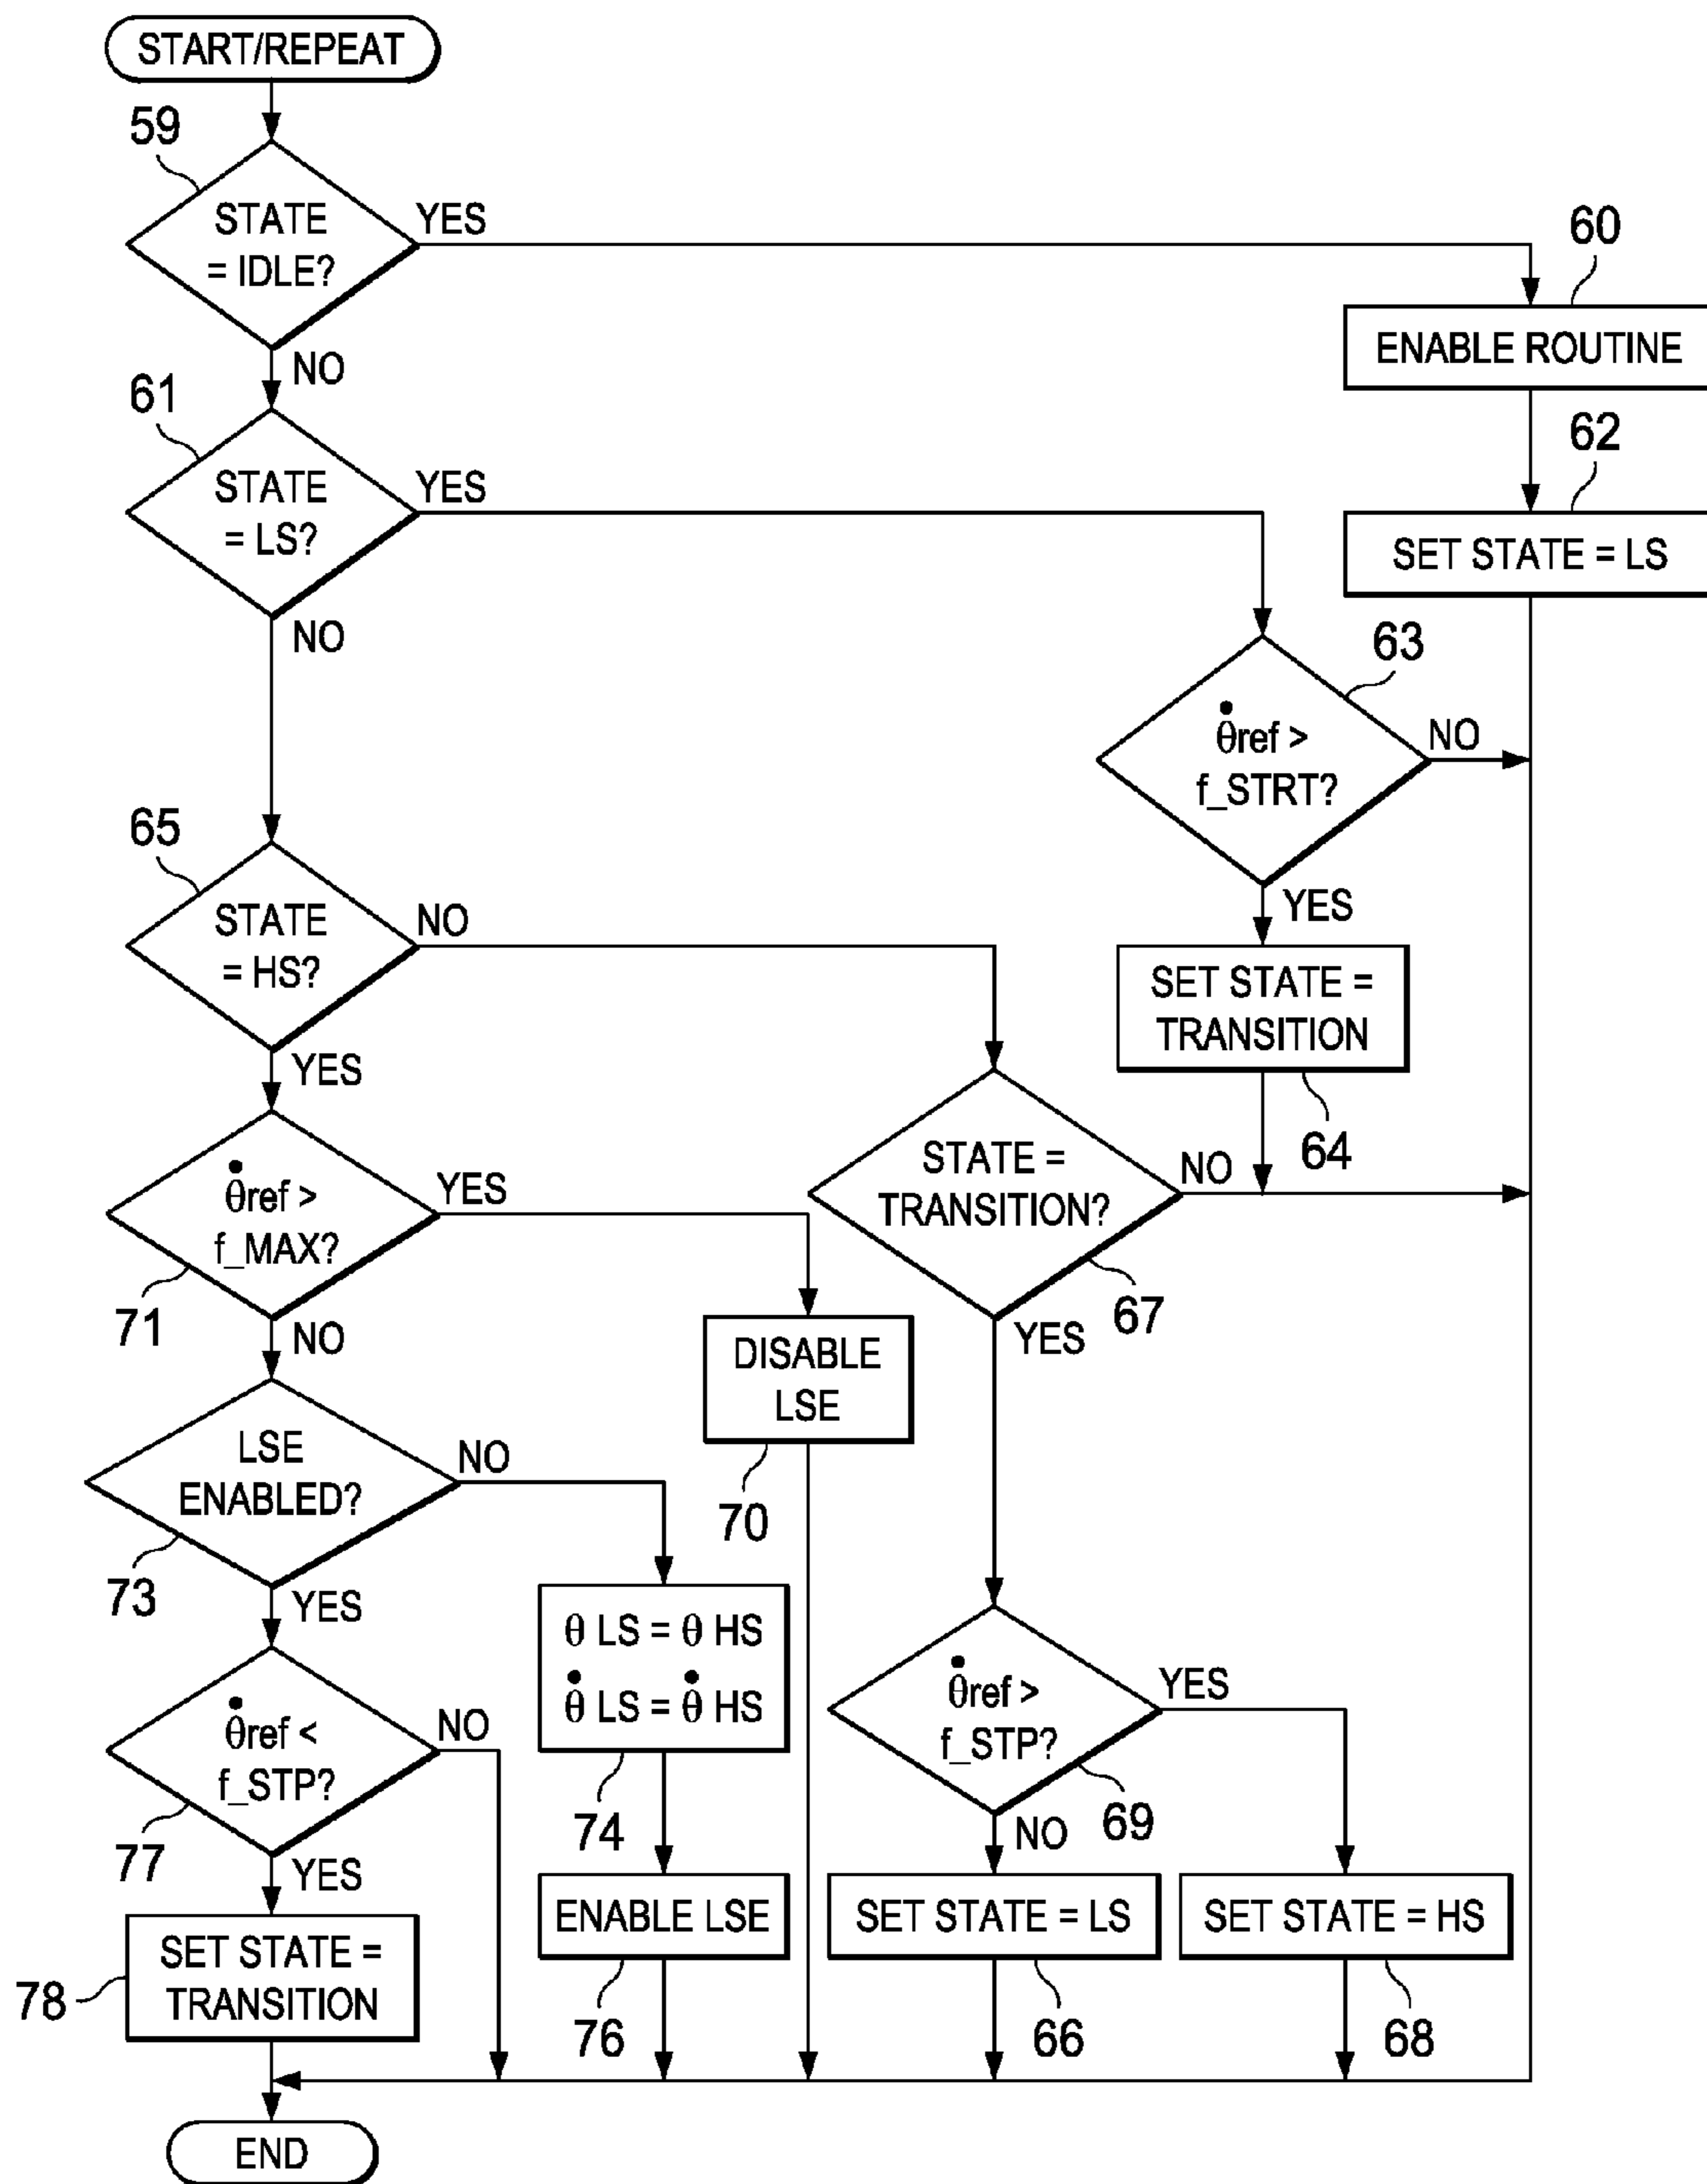 START/REPEAT
59
STATE
= IDLE?
YES
NO
60
ENABLE ROUTINE
61
STATE
= LS?
YES
NO
62
SET STATE = LS
63
θ̇ref >
f_STRT?
NO
YES
65
STATE
= HS?
NO
YES
SET STATE =
TRANSITION
64
STATE =
TRANSITION?
NO
YES
67
θ̇ref >
f_MAX?
YES
NO
71
DISABLE
LSE
70
LSE
ENABLED?
NO
YES
73
θ LS = θ HS
θ̇ LS = θ̇ HS
74
θ̇ref >
f_STP?
YES
NO
69
θ̇ref <
f_STP?
NO
YES
77
ENABLE LSE
76
SET STATE = LS
66
SET STATE = HS
68
SET STATE =
TRANSITION
78
END